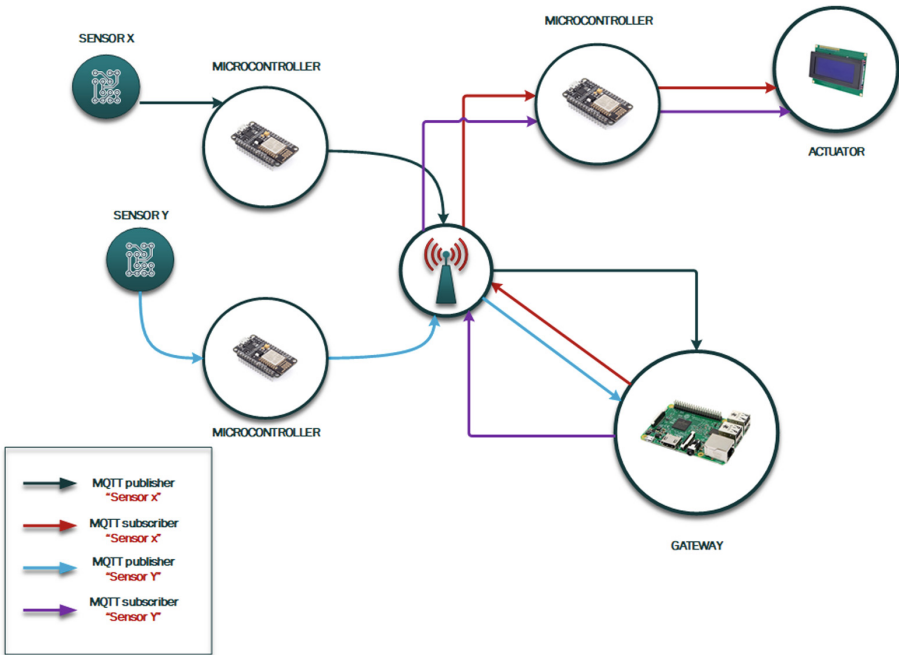 SENSOR X
MICROCONTROLLER
MICROCONTROLLER
ACTUATOR
SENSOR Y
MICROCONTROLLER
GATEWAY
MQTT publisher
"Sensor x"
MQTT subscriber
"Sensor x"
MQTT publisher
"Sensor Y"
MQTT subscriber
"Sensor Y"